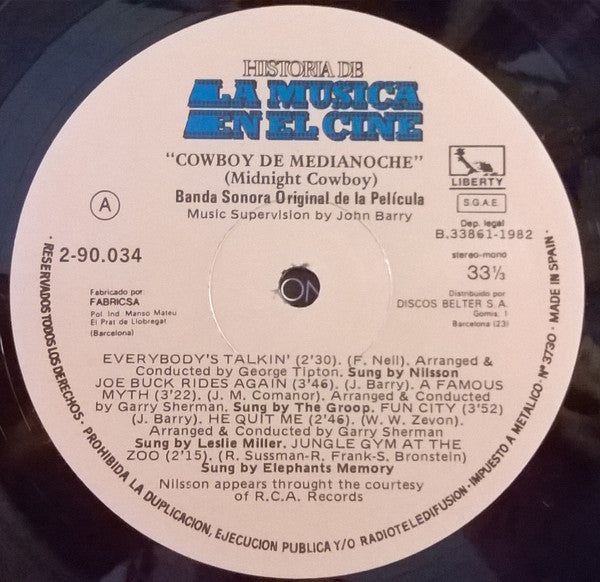 HISTORIA DE
LA MUSICA
EN EL CINE
"COWBOY DE MEDIANOCHE"
(Midnight Cowboy)
Banda Sonora Original de la Película
Music Supervision by John Barry
LIBERTY
S.G.A.E.
Dep. legal
B.33861-1982
A
2-90.034
stereo-mono
33⅓
Fabricado por:
FABRICSA
Pol. Ind. Manso Mateu
El Prat de Llobregat
(Barcelona)
Distribuido por
DISCOS BELTER S.A.
Gomis, 1
Barcelona (23)
EVERYBODY'S TALKIN' (2'30). (F. Neil). Arranged &
Conducted by George Tipton. Sung by Nilsson
JOE BUCK RIDES AGAIN (3'46). (J. Barry). A FAMOUS
MYTH (3'22). (J. M. Comanor). Arranged & Conducted
by Garry Sherman. Sung by The Groop. FUN CITY (3'52)
(J. Barry). HE QUIT ME (2'46). (W. W. Zevon).
Arranged & Conducted by Garry Sherman
Sung by Leslie Miller. JUNGLE GYM AT THE
ZOO (2'15). (R. Sussman-R. Frank-S. Bronstein)
Sung by Elephants Memory
Nilsson appears throught the courtesy
of R.C.A. Records
· RESERVADOS TODOS LOS DERECHOS · PROHIBIDA LA DUPLICACION, EJECUCION PUBLICA Y/O RADIOTELEDIFUSION · IMPUESTO A METALICO · Nº 3730 · MADE IN SPAIN ·
ON